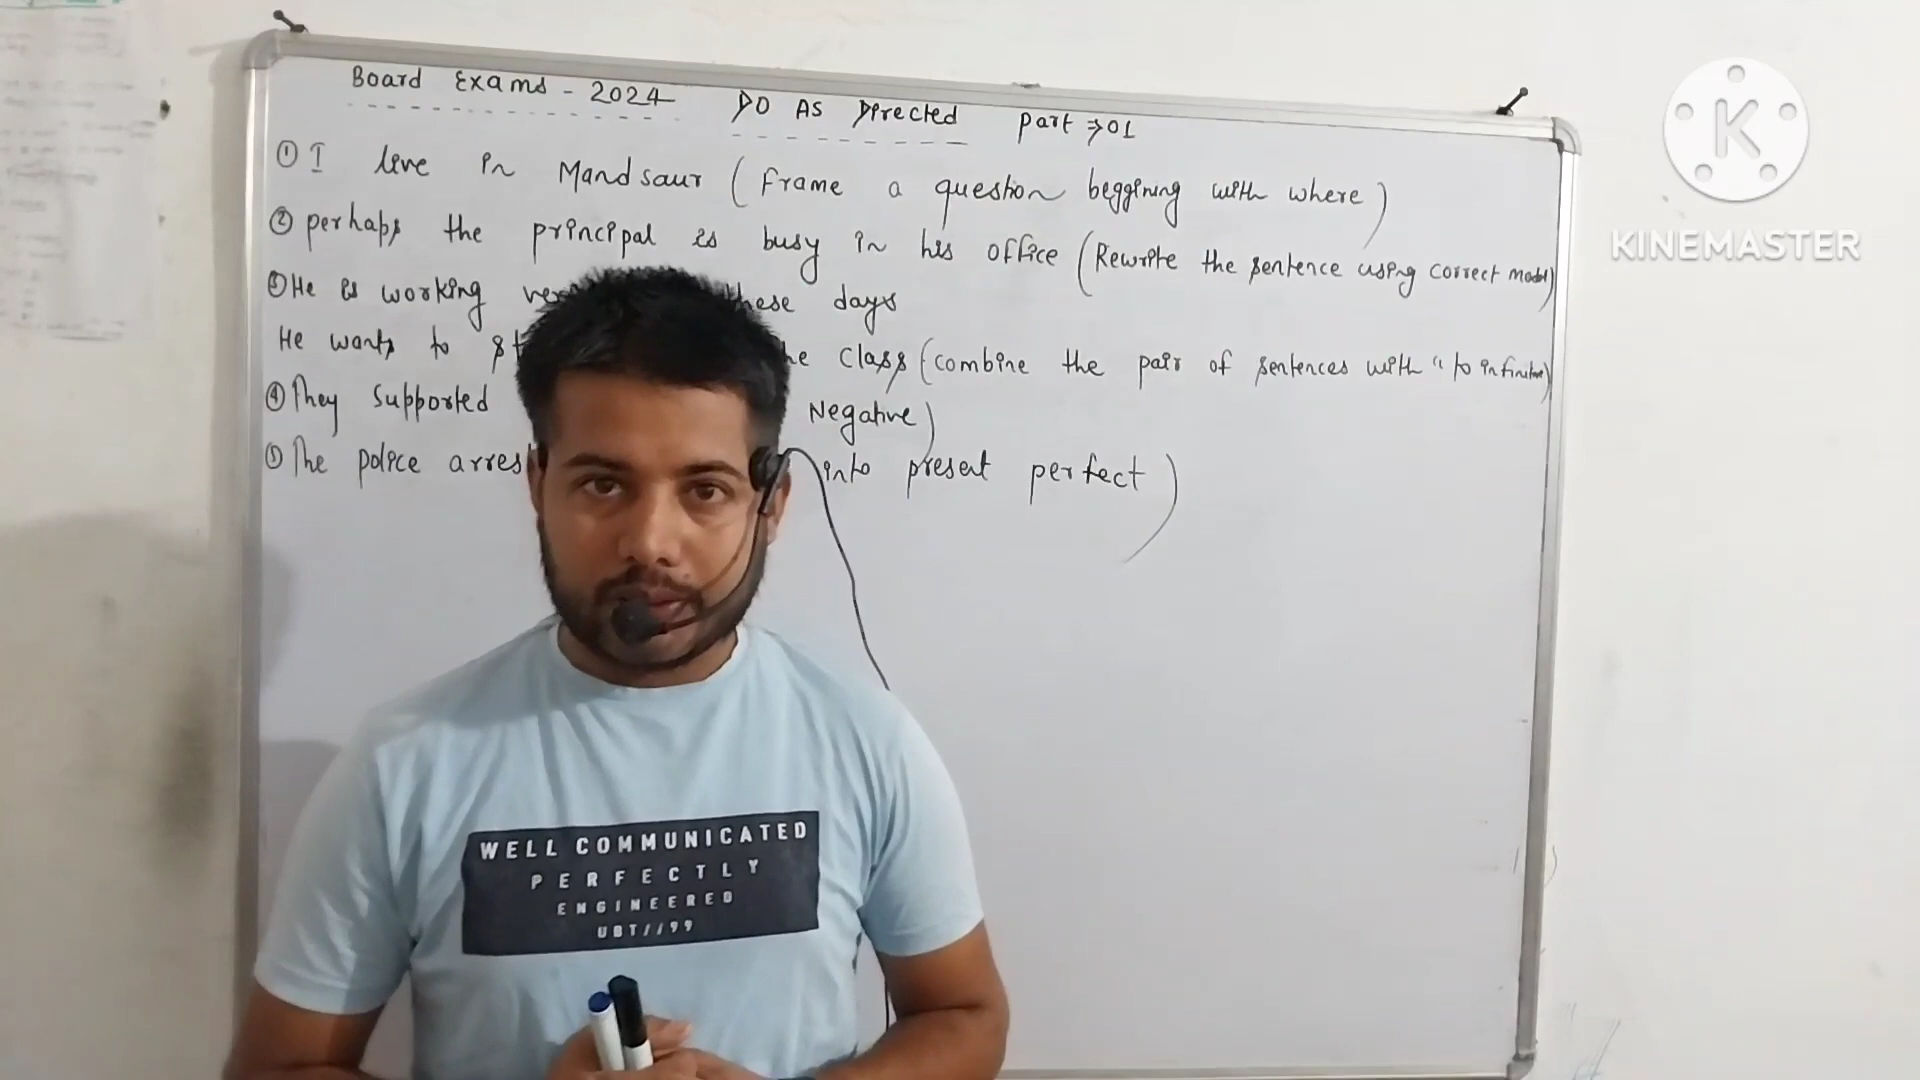 Board Exams - 2024 DO AS Directed part ⇒ 01
① I live in Mandsaur (Frame a question beggining with where)
② perhaps the principal is busy in his office (Rewrite the sentence using correct model)
③ He is working these days
He wants to the class (combine the pair of sentences with "to infinitive)
④ They supported Negative)
⑤ The police into present perfect)
K
KINEMASTER
WELL COMMUNICATED
PERFECTLY
ENGINEERED
UBT//99